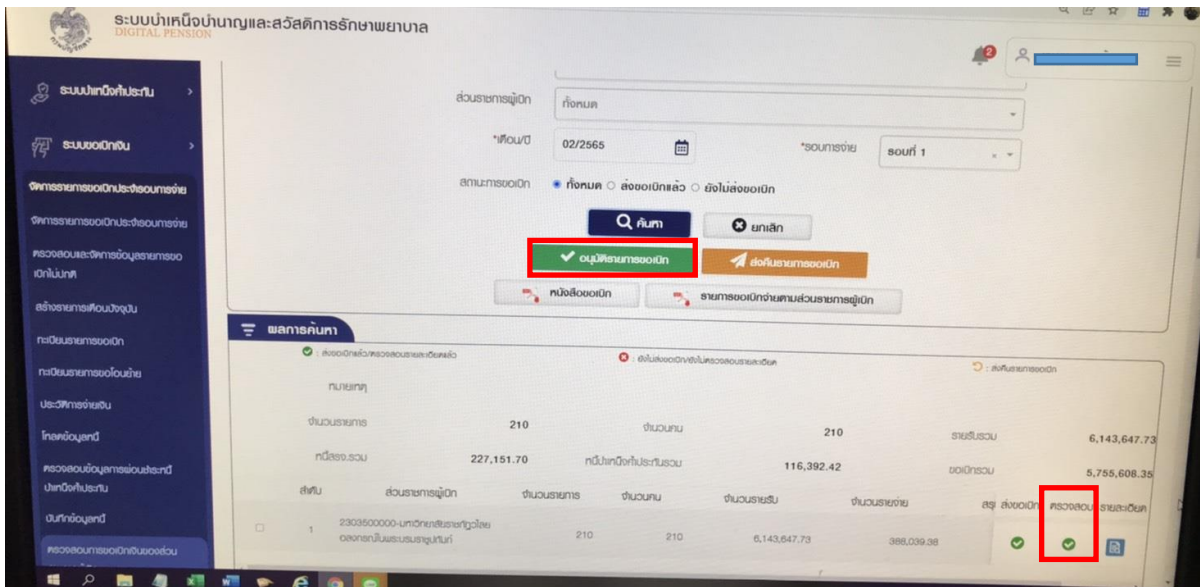 ระบบบำเหน็จบำนาญและสวัสดิการรักษาพยาบาล
DIGITAL PENSION
2
ระบบบำเหน็จค้ำประกัน
ระบบขอเบิกเงิน
จัดการรายการขอเบิกประจำรอบการจ่าย
จัดการรายการขอเบิกประจำรอบการจ่าย
ตรวจสอบและจัดการข้อมูลรายการขอ
เบิกไม่ปกติ
สร้างรายการเดือนปัจจุบัน
ทะเบียนรายการขอเบิก
ทะเบียนรายการขอโอนย้าย
ประวัติการจ่ายเงิน
โหลดข้อมูลหนี้
ตรวจสอบข้อมูลการผ่อนชำระหนี้
บำเหน็จค้ำประกัน
บันทึกข้อมูลหนี้
ตรวจสอบการขอเบิกเงินของส่วน
ส่วนราชการผู้เบิก ทั้งหมด
*เดือน/ปี 02/2565 *รอบการจ่าย รอบที่ 1
สถานะการขอเบิก ทั้งหมด ส่งขอเบิกแล้ว ยังไม่ส่งขอเบิก
ค้นหา ยกเลิก
อนุมัติรายการขอเบิก ส่งคืนรายการขอเบิก
หนังสือขอเบิก รายการขอเบิกจ่ายตามส่วนราชการผู้เบิก
ผลการค้นหา
: ส่งขอเบิกแล้ว/ตรวจสอบรายละเอียดแล้ว : ยังไม่ส่งขอเบิก/ยังไม่ตรวจสอบรายละเอียด : ส่งคืนรายการขอเบิก
หมายเหตุ
จำนวนรายการ 210 จำนวนคน 210 รายรับรวม 6,143,647.73
หนี้สรจ.รวม 227,151.70 หนี้บำเหน็จค้ำประกันรวม 116,392.42 ขอเบิกรวม 5,755,608.35
ลำดับ ส่วนราชการผู้เบิก จำนวนรายการ จำนวนคน จำนวนรายรับ จำนวนรายจ่าย สรุ ส่งขอเบิก ตรวจสอบ รายละเอียด
1 2303500000-มหาวิทยาลัยราชภัฏวไลย
อลงกรณ์ในพระบรมราชูปถัมภ์ 210 210 6,143,647.73 388,039.38